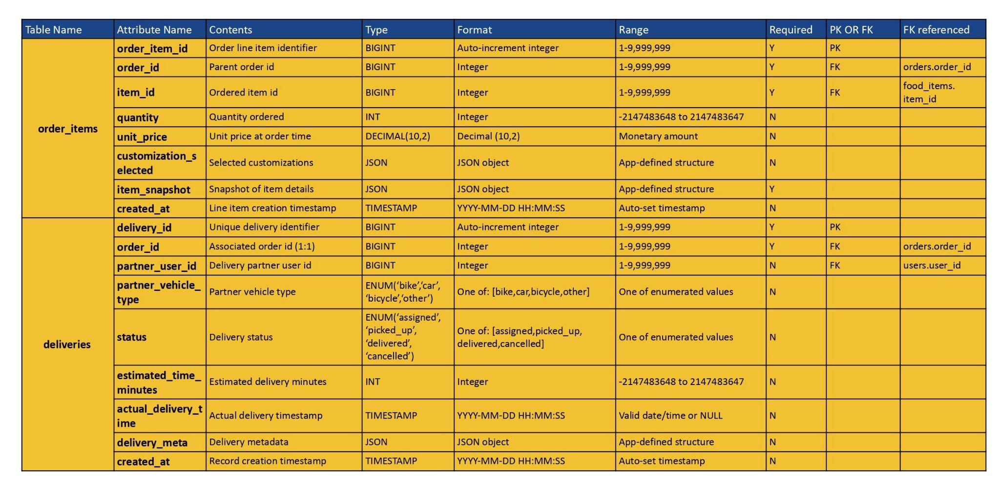 Table Name Attribute Name Contents Type Format Range Required PK OR FK FK referenced
order_items
order_item_id Order line item identifier BIGINT Auto-increment integer 1-9,999,999 Y PK
order_id Parent order id BIGINT Integer 1-9,999,999 Y FK orders.order_id
item_id Ordered item id BIGINT Integer 1-9,999,999 Y FK food_items.
item_id
quantity Quantity ordered INT Integer -2147483648 to 2147483647 N
unit_price Unit price at order time DECIMAL(10,2) Decimal (10,2) Monetary amount N
customization_s
elected Selected customizations JSON JSON object App-defined structure N
item_snapshot Snapshot of item details JSON JSON object App-defined structure Y
created_at Line item creation timestamp TIMESTAMP YYYY-MM-DD HH:MM:SS Auto-set timestamp N
deliveries
delivery_id Unique delivery identifier BIGINT Auto-increment integer 1-9,999,999 Y PK
order_id Associated order id (1:1) BIGINT Integer 1-9,999,999 Y FK orders.order_id
partner_user_id Delivery partner user id BIGINT Integer 1-9,999,999 N FK users.user_id
partner_vehicle_
type Partner vehicle type ENUM(‘bike’,‘car’,
‘bicycle’,‘other’) One of: [bike,car,bicycle,other] One of enumerated values N
status Delivery status ENUM(‘assigned’,
‘picked_up’,
‘delivered’,
‘cancelled’) One of: [assigned,picked_up,
delivered,cancelled] One of enumerated values N
estimated_time_
minutes Estimated delivery minutes INT Integer -2147483648 to 2147483647 N
actual_delivery_t
ime Actual delivery timestamp TIMESTAMP YYYY-MM-DD HH:MM:SS Valid date/time or NULL N
delivery_meta Delivery metadata JSON JSON object App-defined structure N
created_at Record creation timestamp TIMESTAMP YYYY-MM-DD HH:MM:SS Auto-set timestamp N